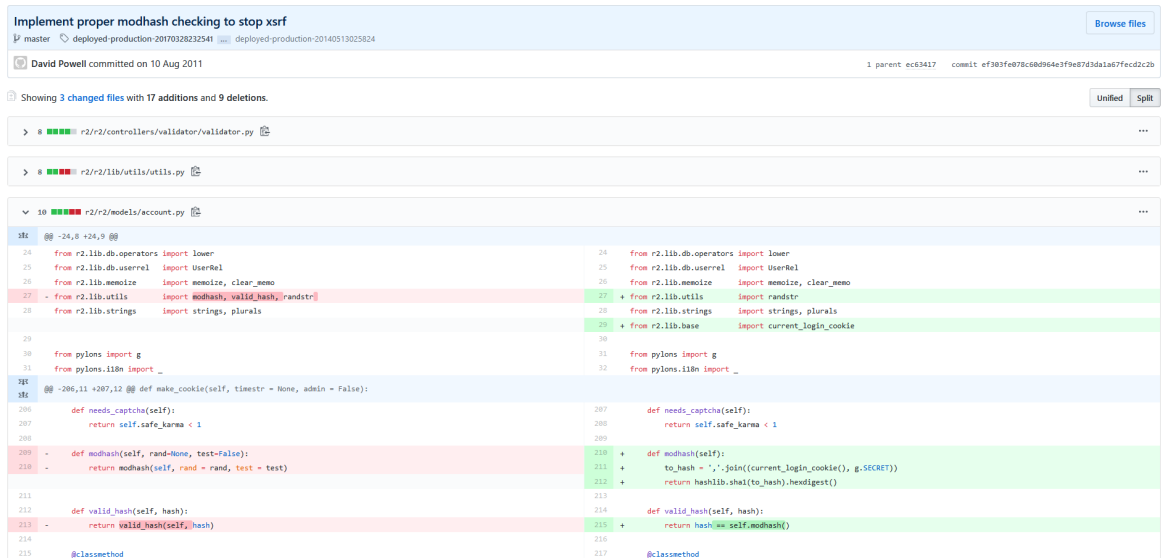 Implement proper modhash checking to stop xsrf
Browse files
master deployed-production-20170328232541 ... deployed-production-20140513025824
David Powell committed on 10 Aug 2011
1 parent ec63417 commit ef303fe078c60d964e3f9e87d3da1a67fecd2c2b
Showing 3 changed files with 17 additions and 9 deletions.
Unified Split
8 r2/r2/controllers/validator/validator.py
8 r2/r2/lib/utils/utils.py
10 r2/r2/models/account.py
@@ -24,8 +24,9 @@
24 from r2.lib.db.operators import lower 24 from r2.lib.db.operators import lower
25 from r2.lib.db.userrel import UserRel 25 from r2.lib.db.userrel import UserRel
26 from r2.lib.memoize import memoize, clear_memo 26 from r2.lib.memoize import memoize, clear_memo
27 - from r2.lib.utils import modhash, valid_hash, randstr 27 + from r2.lib.utils import randstr
28 from r2.lib.strings import strings, plurals 28 from r2.lib.strings import strings, plurals
29 + from r2.lib.base import current_login_cookie
29 30
30 from pylons import g 31 from pylons import g
31 from pylons.i18n import _ 32 from pylons.i18n import _
@@ -206,11 +207,12 @@ def make_cookie(self, timestr = None, admin = False):
206 def needs_captcha(self): 207 def needs_captcha(self):
207 return self.safe_karma < 1 208 return self.safe_karma < 1
208 209
209 - def modhash(self, rand=None, test=False): 210 + def modhash(self):
210 - return modhash(self, rand = rand, test = test) 211 + to_hash = ','.join((current_login_cookie(), g.SECRET))
212 + return hashlib.sha1(to_hash).hexdigest()
211 213
212 def valid_hash(self, hash): 214 def valid_hash(self, hash):
213 - return valid_hash(self, hash) 215 + return hash == self.modhash()
214 216
215 @classmethod 217 @classmethod